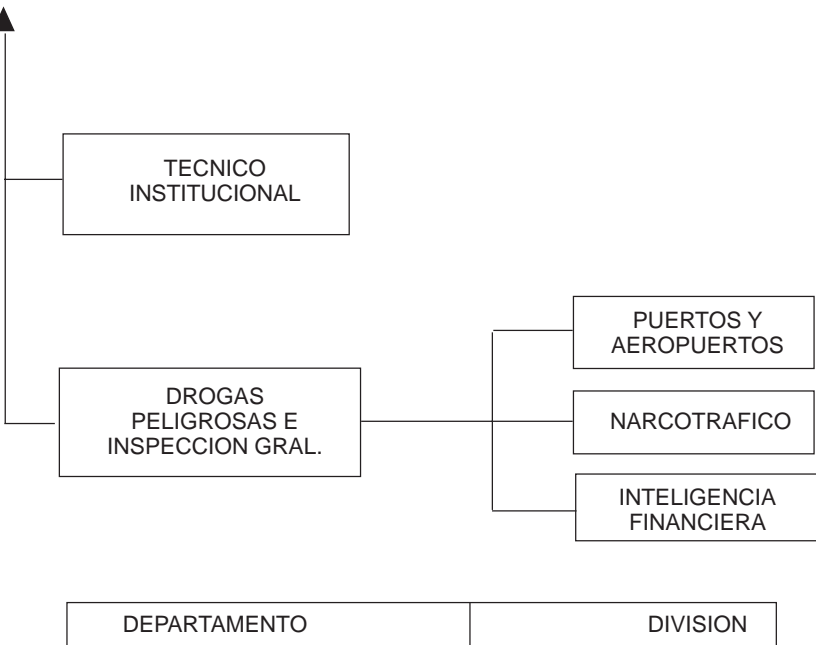 TECNICO
INSTITUCIONAL
PUERTOS Y
AEROPUERTOS
DROGAS
PELIGROSAS E
INSPECCION GRAL.
NARCOTRAFICO
INTELIGENCIA
FINANCIERA
DEPARTAMENTO DIVISION